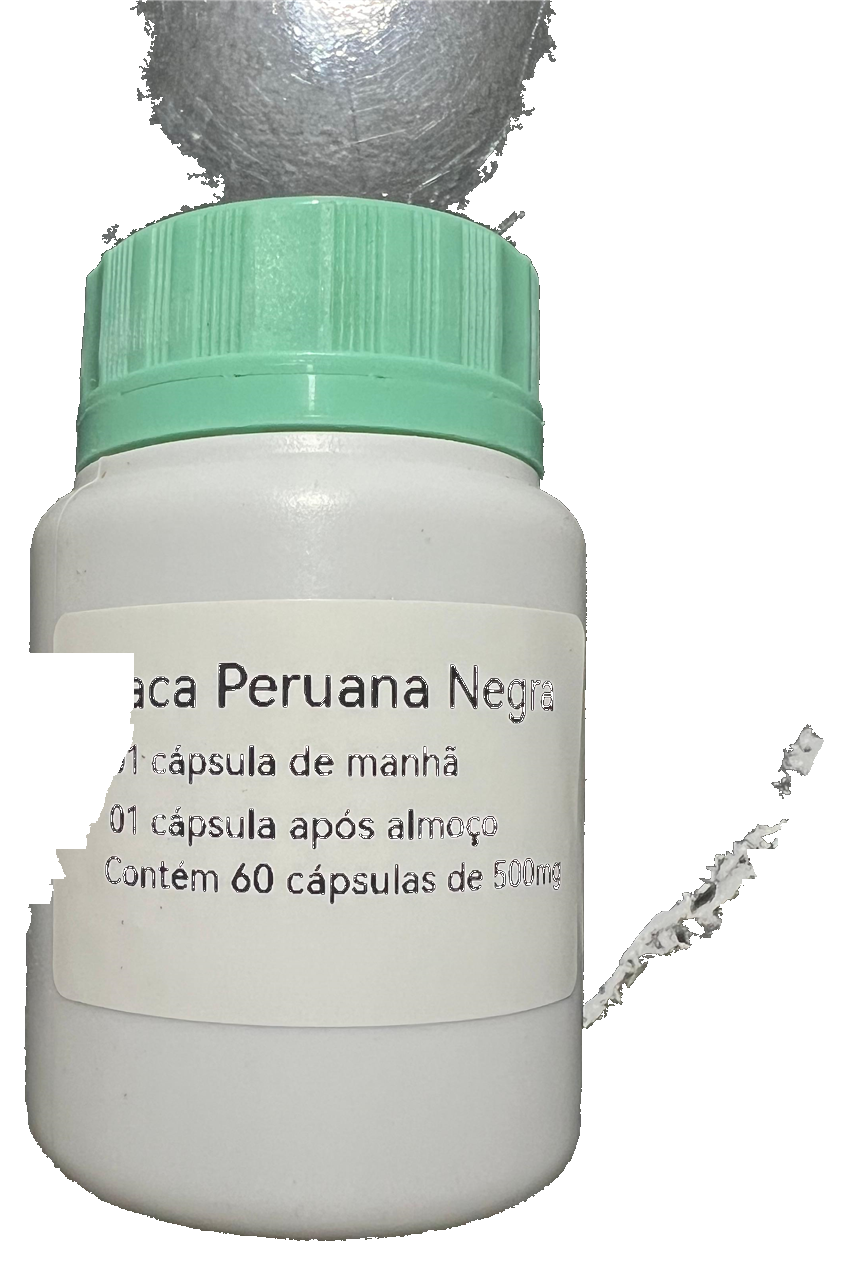 aca Peruana Negra
01 cápsula de manhã
01 cápsula após almoço
Contém 60 cápsulas de 500mg